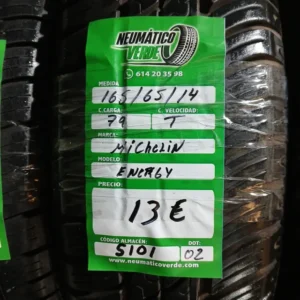 NEUMÁTICO
VERDE
614 20 35 98
MEDIDA:
165/65/14
C. CARGA: C. VELOCIDAD:
79 T
MARCA:
Michelin
MODELO:
ENERGY
PRECIO:
13 €
CÓDIGO ALMACÉN: DOT:
5101 02
www.neumaticoverde.com